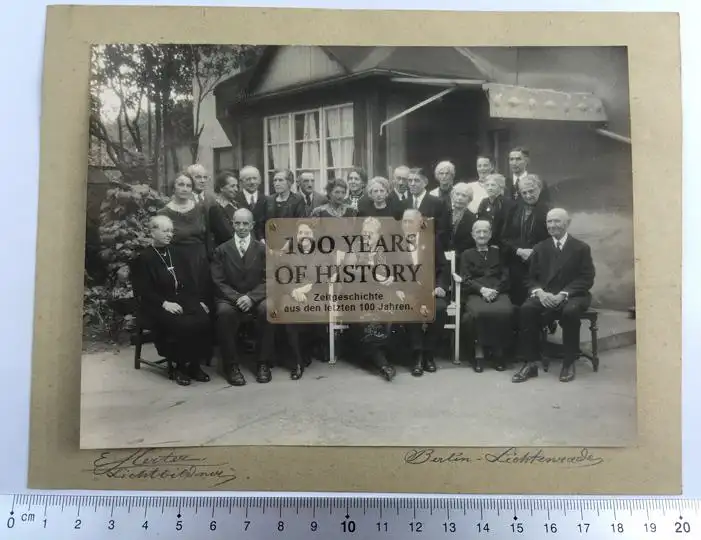 100 YEARS
OF HISTORY
Zeitgeschichte
aus den letzten 100 Jahren.
Lichtbildner
Berlin-Lichtenrade
0 cm 1 2 3 4 5 6 7 8 9 10 11 12 13 14 15 16 17 18 19 20